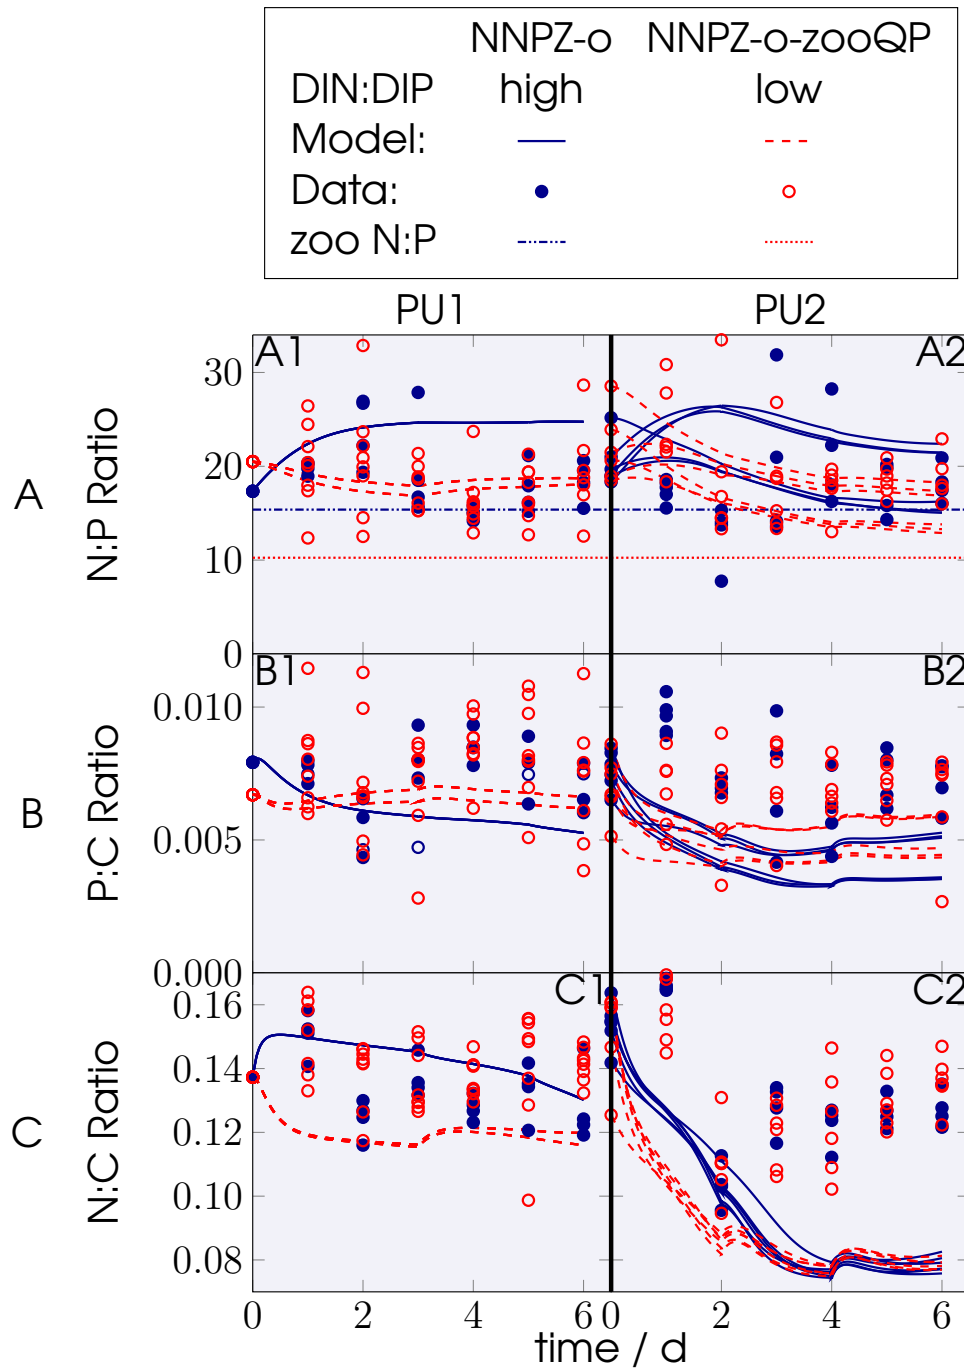 NNPZ-o NNPZ-o-zooQP
DIN:DIP high low
Model:
Data:
zoo N:P
PU1 PU2
A1 A2
30
20
10
0
A
N:P Ratio
B1 B2
0.010
0.005
0.000
B
P:C Ratio
C1 C2
0.16
0.14
0.12
0.10
0.08
C
N:C Ratio
0 2 4 6 0 2 4 6
time / d